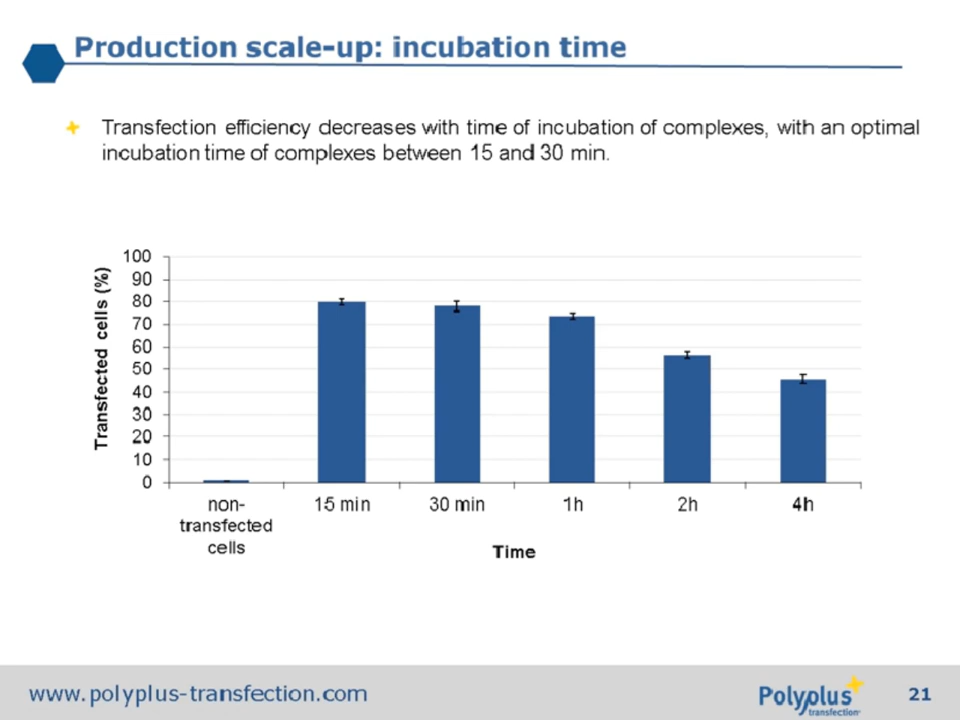 Production scale-up: incubation time
Transfection efficiency decreases with time of incubation of complexes, with an optimal
incubation time of complexes between 15 and 30 min.
Transfected cells (%)
100
90
80
70
60
50
40
30
20
10
0
non-
transfected
cells
15 min
30 min
1h
2h
4h
Time
www.polyplus-transfection.com
Polyplus
transfection
21